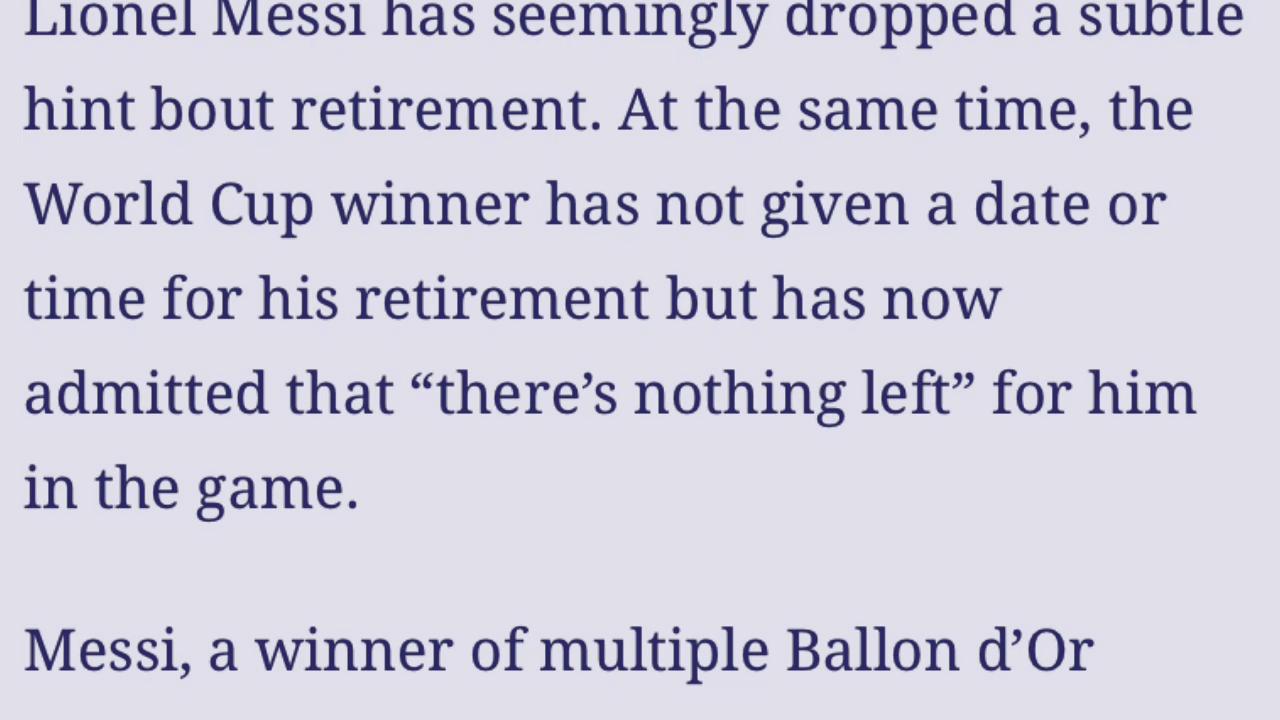 Lionel Messi has seemingly dropped a subtle
hint bout retirement. At the same time, the
World Cup winner has not given a date or
time for his retirement but has now
admitted that “there’s nothing left” for him
in the game.
Messi, a winner of multiple Ballon d’Or